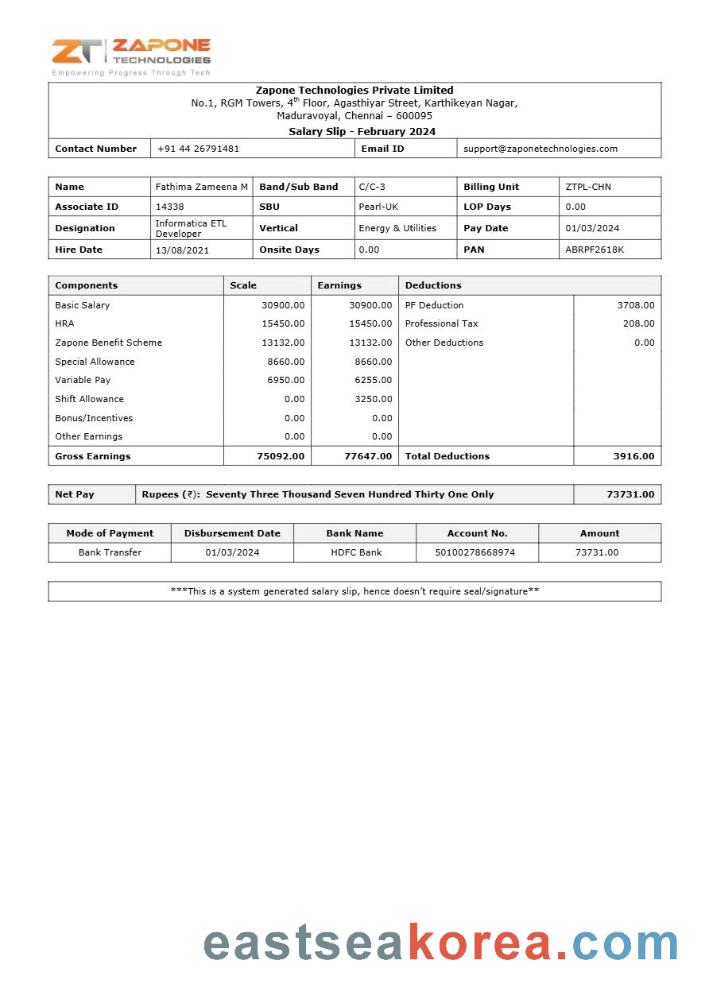 ZT ZAPONE
TECHNOLOGIES
Empowering Progress Through Tech
Zapone Technologies Private Limited
No.1, RGM Towers, 4th Floor, Agasthiyar Street, Karthikeyan Nagar,
Maduravoyal, Chennai – 600095
Salary Slip - February 2024
Contact Number +91 44 26791481 Email ID support@zaponetechnologies.com
Name Fathima Zameena M Band/Sub Band C/C-3 Billing Unit ZTPL-CHN
Associate ID 14338 SBU Pearl-UK LOP Days 0.00
Designation Informatica ETL Developer Vertical Energy & Utilities Pay Date 01/03/2024
Hire Date 13/08/2021 Onsite Days 0.00 PAN ABRPF2618K
Components Scale Earnings Deductions
Basic Salary 30900.00 30900.00 PF Deduction 3708.00
HRA 15450.00 15450.00 Professional Tax 208.00
Zapone Benefit Scheme 13132.00 13132.00 Other Deductions 0.00
Special Allowance 8660.00 8660.00
Variable Pay 6950.00 6255.00
Shift Allowance 0.00 3250.00
Bonus/Incentives 0.00 0.00
Other Earnings 0.00 0.00
Gross Earnings 75092.00 77647.00 Total Deductions 3916.00
Net Pay Rupees (₹): Seventy Three Thousand Seven Hundred Thirty One Only 73731.00
Mode of Payment Disbursement Date Bank Name Account No. Amount
Bank Transfer 01/03/2024 HDFC Bank 50100278668974 73731.00
***This is a system generated salary slip, hence doesn't require seal/signature**
eastseakorea.com